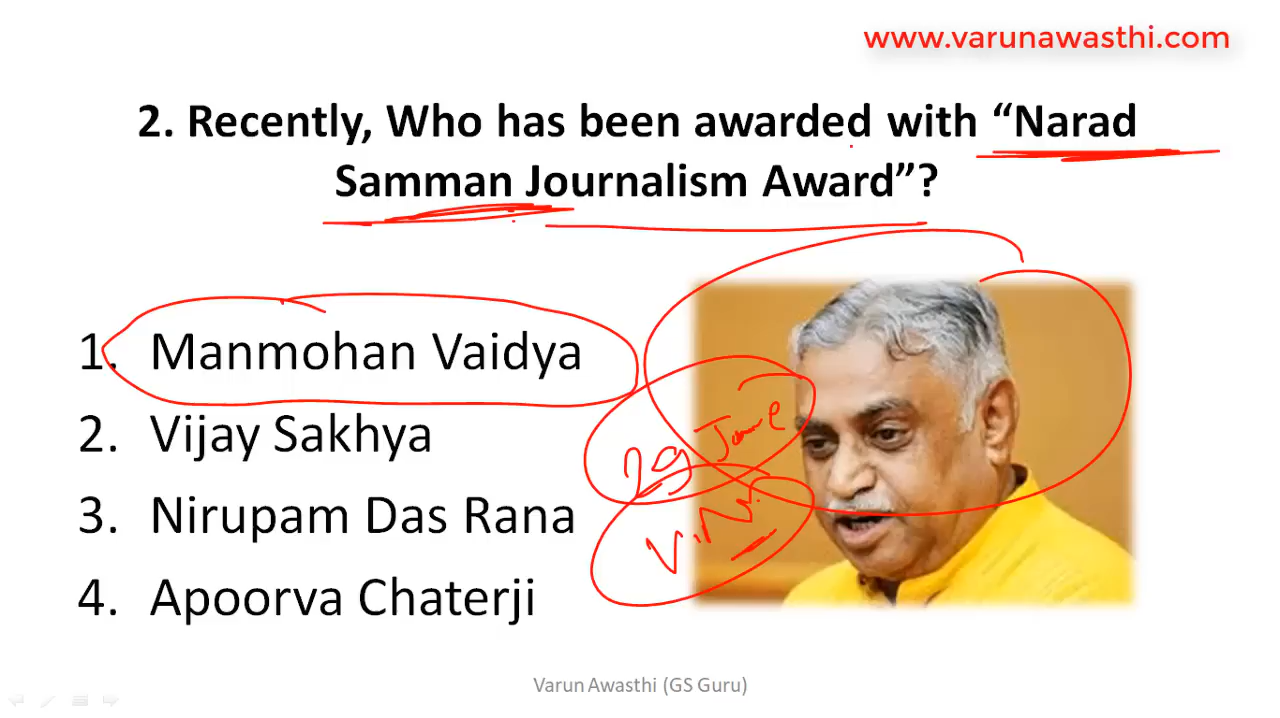 www.varunawasthi.com
2. Recently, Who has been awarded with “Narad
Samman Journalism Award”?
1. Manmohan Vaidya
2. Vijay Sakhya
3. Nirupam Das Rana
4. Apoorva Chaterji
29 June
Varun Awasthi (GS Guru)